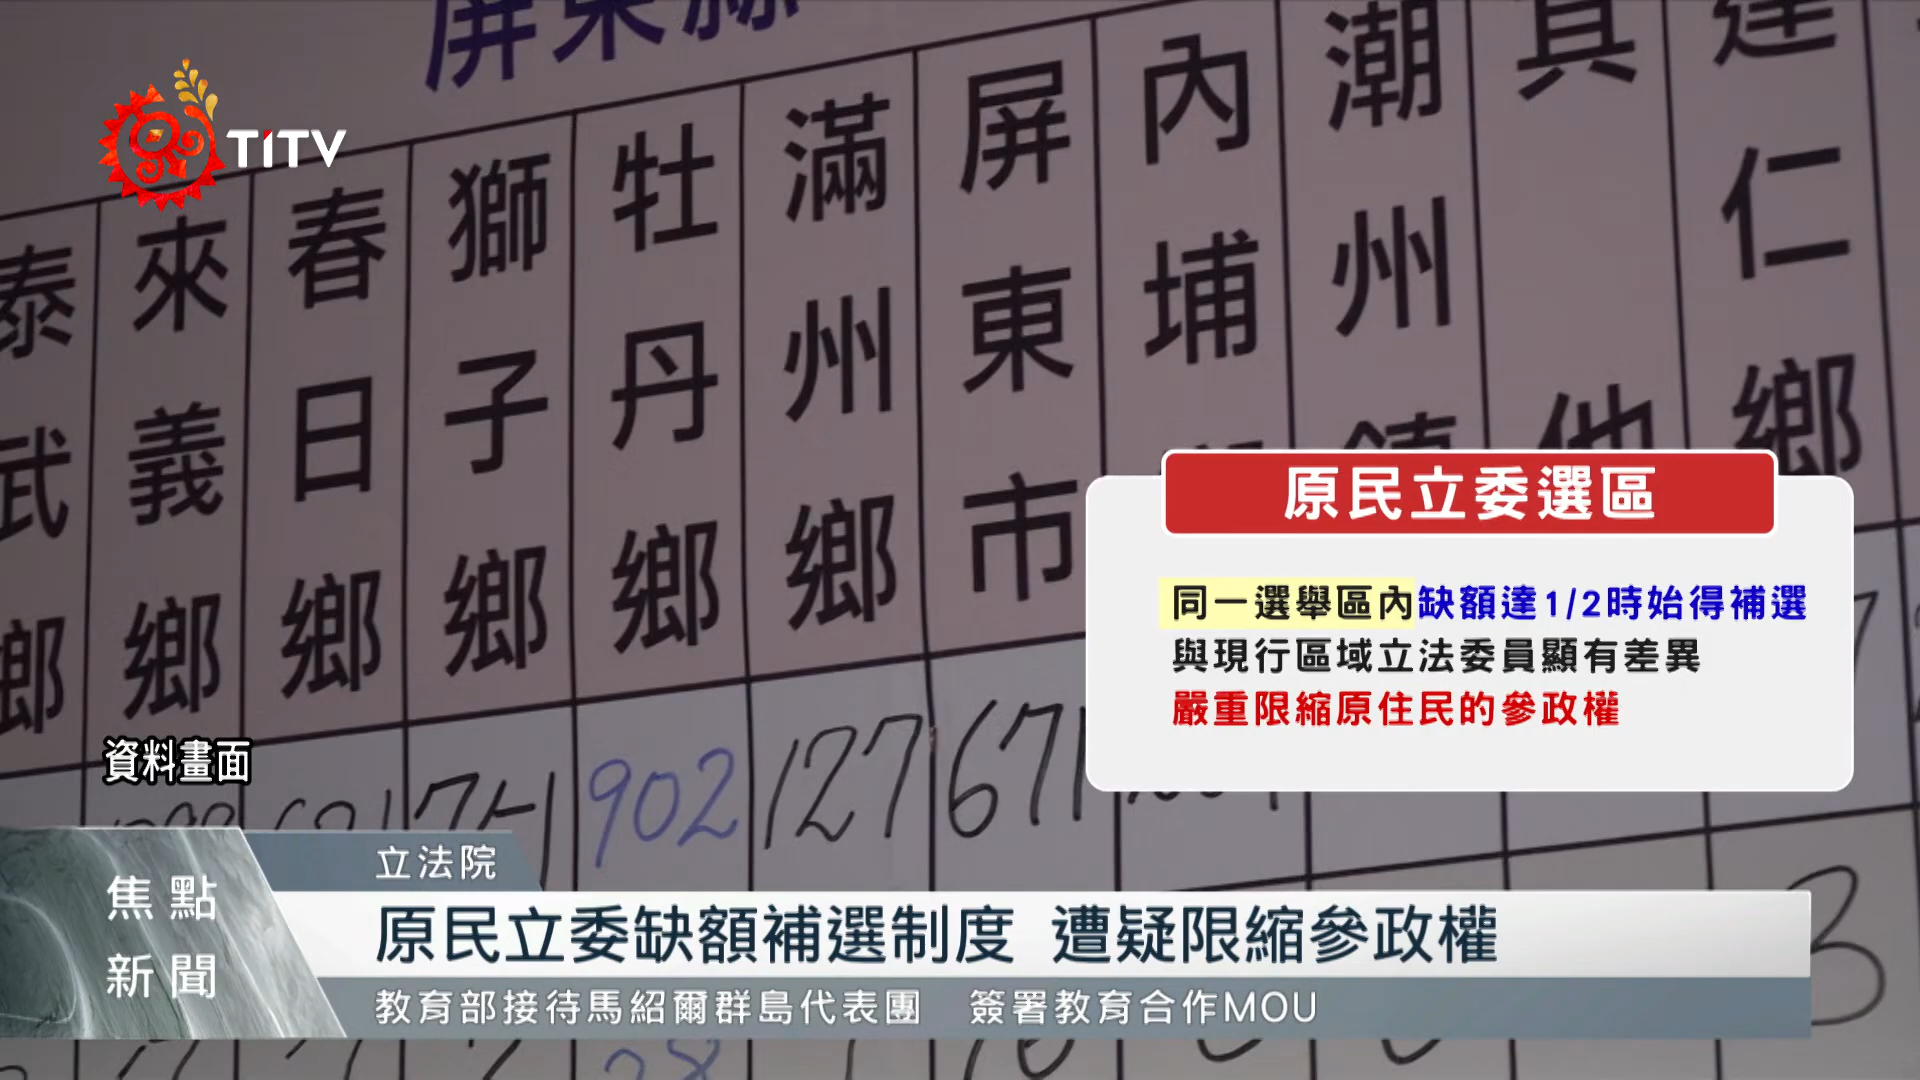 屏東縣
TiTV
泰武鄉
來義鄉
春日鄉
獅子鄉
牡丹鄉
滿州鄉
屏東市
內埔
潮州鎮
其他
達仁鄉
902
127
671
原民立委選區
同一選舉區內缺額達1/2時始得補選
與現行區域立法委員顯有差異
嚴重限縮原住民的參政權
資料畫面
焦點新聞
立法院
原民立委缺額補選制度 遭疑限縮參政權
教育部接待馬紹爾群島代表團 簽署教育合作MOU
28
3